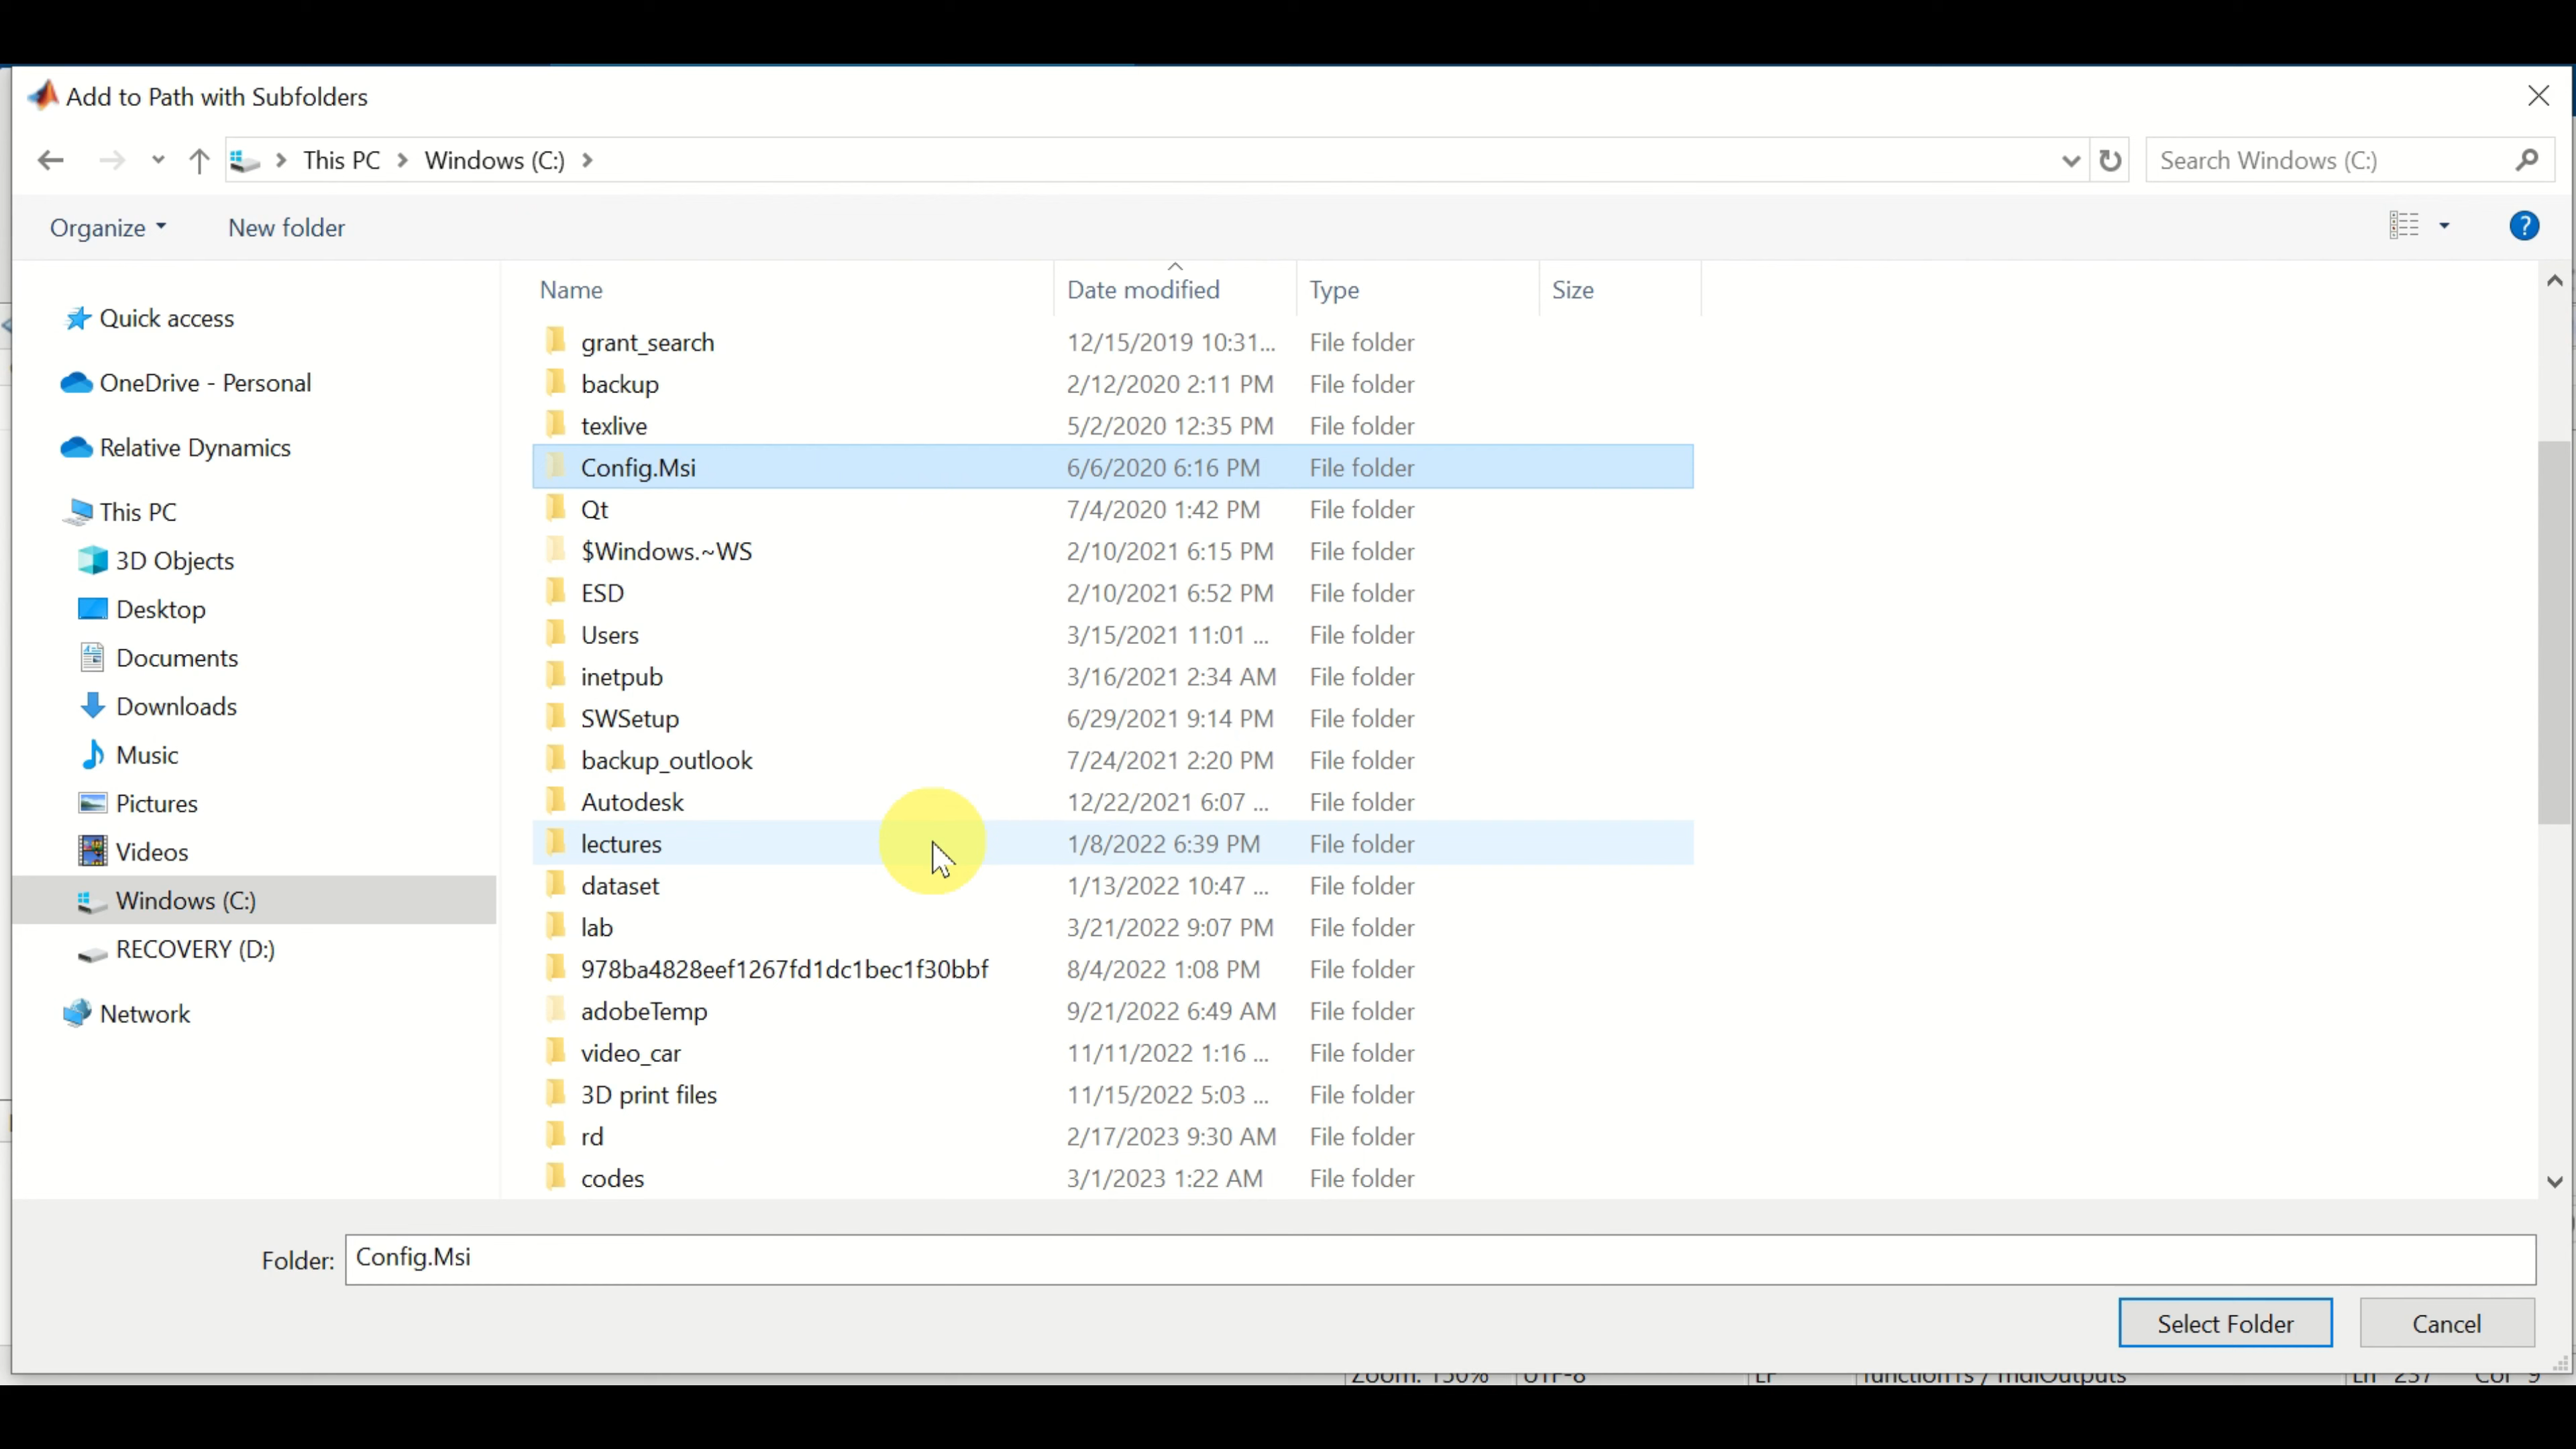 Add to Path with Subfolders
This PC Windows (C:)
Search Windows (C:)
Organize
New folder
?
Quick access
OneDrive - Personal
Relative Dynamics
This PC
3D Objects
Desktop
Documents
Downloads
Music
Pictures
Videos
Windows (C:)
RECOVERY (D:)
Network
Name Date modified Type Size
grant_search 12/15/2019 10:31... File folder
backup 2/12/2020 2:11 PM File folder
texlive 5/2/2020 12:35 PM File folder
Config.Msi 6/6/2020 6:16 PM File folder
Qt 7/4/2020 1:42 PM File folder
$Windows.~WS 2/10/2021 6:15 PM File folder
ESD 2/10/2021 6:52 PM File folder
Users 3/15/2021 11:01 ... File folder
inetpub 3/16/2021 2:34 AM File folder
SWSetup 6/29/2021 9:14 PM File folder
backup_outlook 7/24/2021 2:20 PM File folder
Autodesk 12/22/2021 6:07 ... File folder
lectures 1/8/2022 6:39 PM File folder
dataset 1/13/2022 10:47 ... File folder
lab 3/21/2022 9:07 PM File folder
978ba4828eef1267fd1dc1bec1f30bbf 8/4/2022 1:08 PM File folder
adobeTemp 9/21/2022 6:49 AM File folder
video_car 11/11/2022 1:16 ... File folder
3D print files 11/15/2022 5:03 ... File folder
rd 2/17/2023 9:30 AM File folder
codes 3/1/2023 1:22 AM File folder
Folder: Config.Msi
Select Folder
Cancel
Zoom: 150% UTF-8 LF / mdlOutputs Ln 237 Col 9